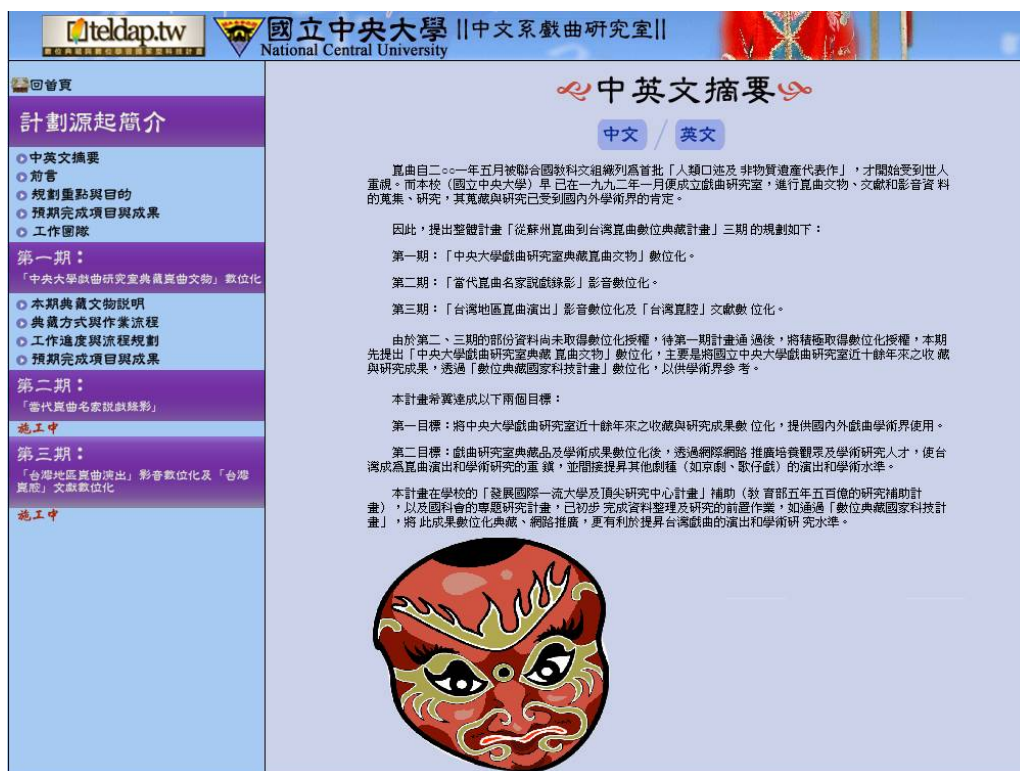 teldap.tw
數位典藏與數位學習國家型科技計畫
國立中央大學
National Central University
||中文系戲曲研究室||
回首頁
計劃源起簡介
中英文摘要
前言
規劃重點與目的
預期完成項目與成果
工作團隊
第一期：
「中央大學戲曲研究室典藏崑曲文物」數位化
本期典藏文物說明
典藏方式與作業流程
工作進度與流程規劃
預期完成項目與成果
第二期：
「當代崑曲名家說戲錄影」
施工中
第三期：
「台灣地區崑曲演出」影音數位化及「台灣
崑腔」文獻數位化
施工中
中英文摘要
中文 / 英文
崑曲自二○○一年五月被聯合國教科文組織列爲首批「人類口述及 非物質遺產代表作」，才開始受到世人
重視。而本校（國立中央大學）早 已在一九九二年一月便成立戲曲研究室，進行崑曲文物、文獻和影音資 料
的蒐集、研究，其蒐藏與研究已受到國內外學術界的肯定。
因此，提出整體計畫「從蘇州崑曲到台灣崑曲數位典藏計畫」三期 的規劃如下：
第一期：「中央大學戲曲研究室典藏崑曲文物」數位化。
第二期：「當代崑曲名家說戲錄影」影音數位化。
第三期：「台灣地區崑曲演出」影音數位化及「台灣崑腔」文獻數 位化。
由於第二、三期的部份資料尚未取得數位化授權，待第一期計畫通 過後，將積極取得數位化授權，本期
先提出「中央大學戲曲研究室典藏 崑曲文物」數位化，主要是將國立中央大學戲曲研究室近十餘年來之收 藏
與研究成果，透過「數位典藏國家科技計畫」數位化，以供學術界參 考。
本計畫希冀達成以下兩個目標：
第一目標：將中央大學戲曲研究室近十餘年來之收藏與研究成果數 位化，提供國內外戲曲學術界使用。
第二目標：戲曲研究室典藏品及學術成果數位化後，透過網際網路 推廣培養觀眾及學術研究人才，使台
灣成爲崑曲演出和學術研究的重 鎮，並間接提昇其他劇種（如京劇、歌仔戲）的演出和學術水準。
本計畫在學校的「發展國際一流大學及頂尖研究中心計畫」補助（教 育部五年五百億的研究補助計
畫），以及國科會的專題研究計畫，已初步 完成資料整理及研究的前置作業，如通過「數位典藏國家科技計
畫」，將 此成果數位化典藏、網路推廣，更有利於提昇台灣戲曲的演出和學術研 究水準。